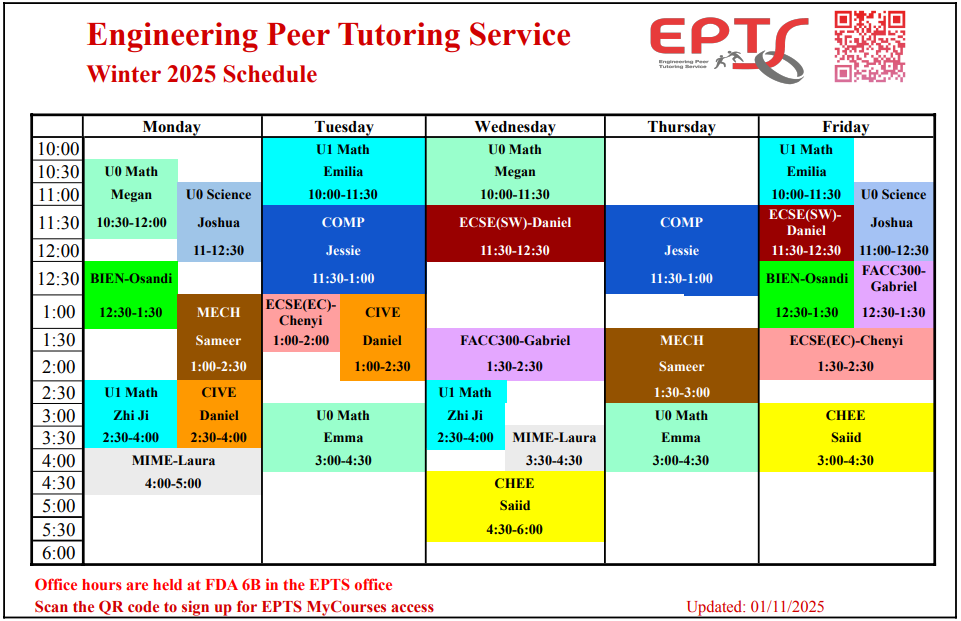 Engineering Peer Tutoring Service
Winter 2025 Schedule
EPTS
Engineering Peer
Tutoring Service
Monday Tuesday Wednesday Thursday Friday
10:00
10:30
11:00
11:30
12:00
12:30
1:00
1:30
2:00
2:30
3:00
3:30
4:00
4:30
5:00
5:30
6:00
U0 Math
Megan
10:30-12:00
U0 Science
Joshua
11-12:30
BIEN-Osandi
12:30-1:30
MECH
Sameer
1:00-2:30
U1 Math
Zhi Ji
2:30-4:00
CIVE
Daniel
2:30-4:00
MIME-Laura
4:00-5:00
U1 Math
Emilia
10:00-11:30
COMP
Jessie
11:30-1:00
ECSE(EC)-
Chenyi
1:00-2:00
CIVE
Daniel
1:00-2:30
U0 Math
Emma
3:00-4:30
U0 Math
Megan
10:00-11:30
ECSE(SW)-Daniel
11:30-12:30
FACC300-Gabriel
1:30-2:30
U1 Math
Zhi Ji
2:30-4:00
MIME-Laura
3:30-4:30
CHEE
Saiid
4:30-6:00
COMP
Jessie
11:30-1:00
MECH
Sameer
1:30-3:00
U0 Math
Emma
3:00-4:30
U1 Math
Emilia
10:00-11:30
U0 Science
Joshua
11:00-12:30
ECSE(SW)-
Daniel
11:30-12:30
BIEN-Osandi
12:30-1:30
FACC300-
Gabriel
12:30-1:30
ECSE(EC)-Chenyi
1:30-2:30
CHEE
Saiid
3:00-4:30
Office hours are held at FDA 6B in the EPTS office
Scan the QR code to sign up for EPTS MyCourses access
Updated: 01/11/2025